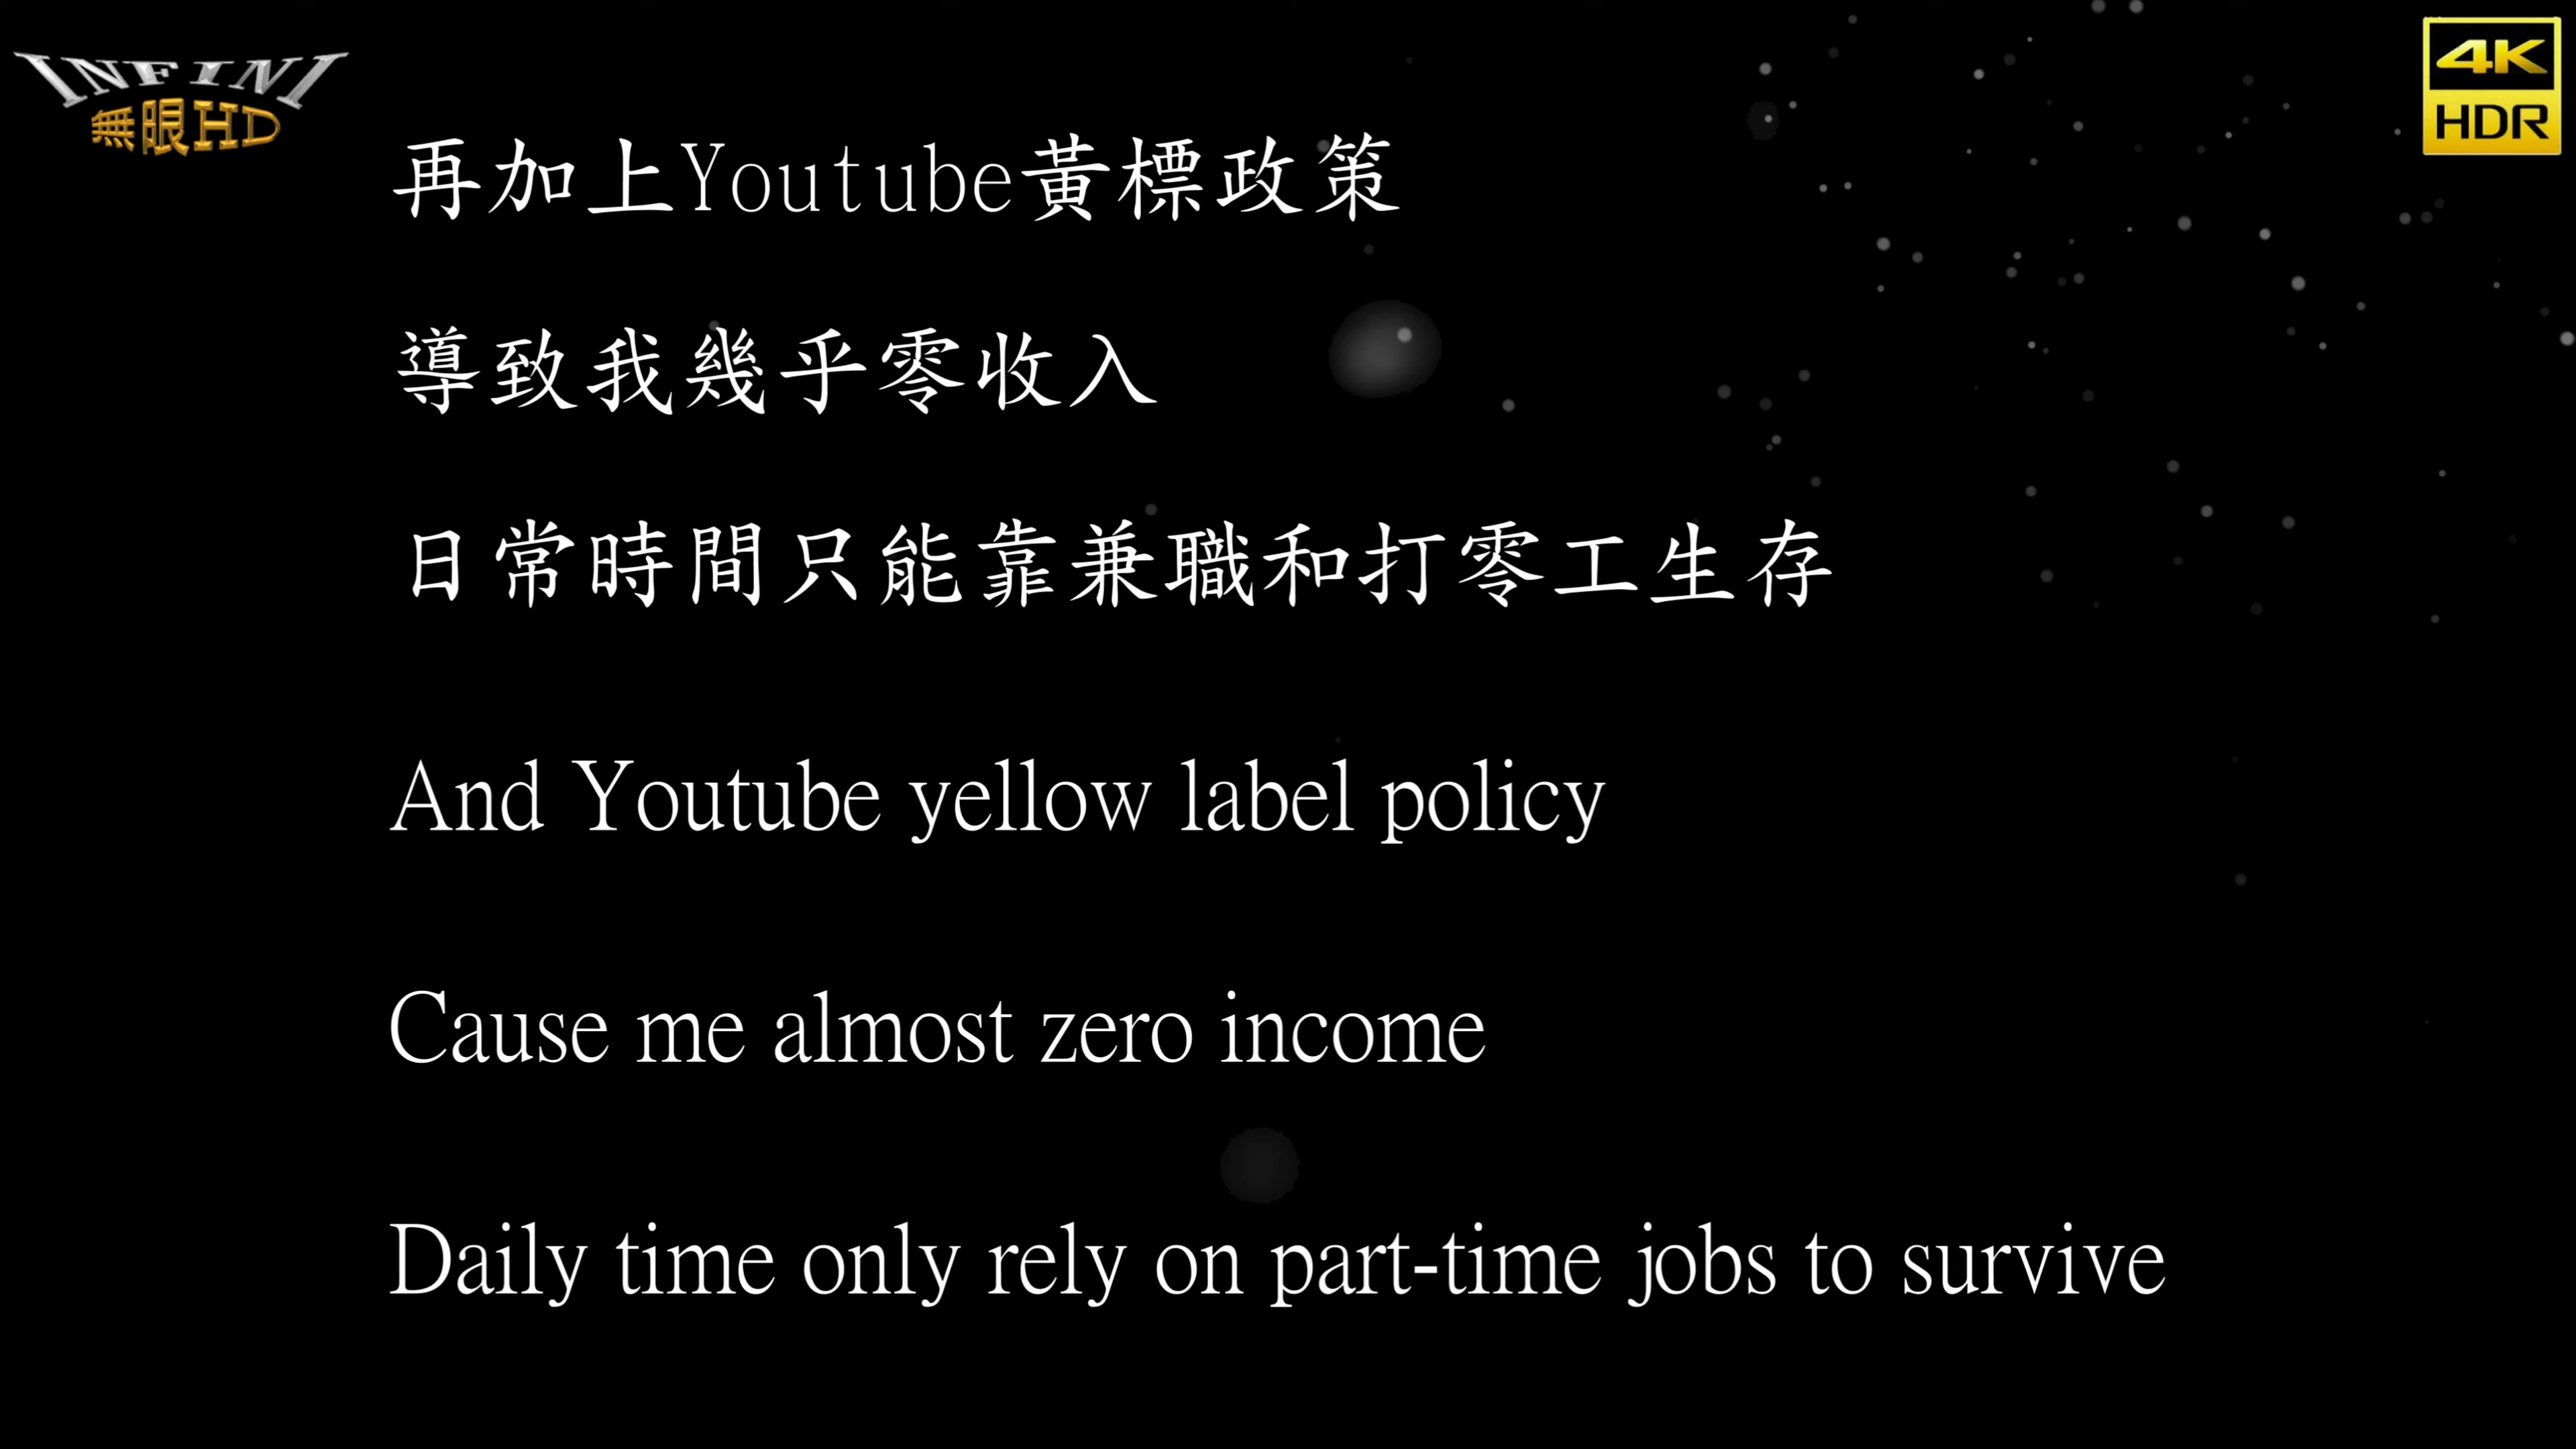 INFINI
無限HD
4K
HDR
再加上Youtube黃標政策
導致我幾乎零收入
日常時間只能靠兼職和打零工生存
And Youtube yellow label policy
Cause me almost zero income
Daily time only rely on part-time jobs to survive